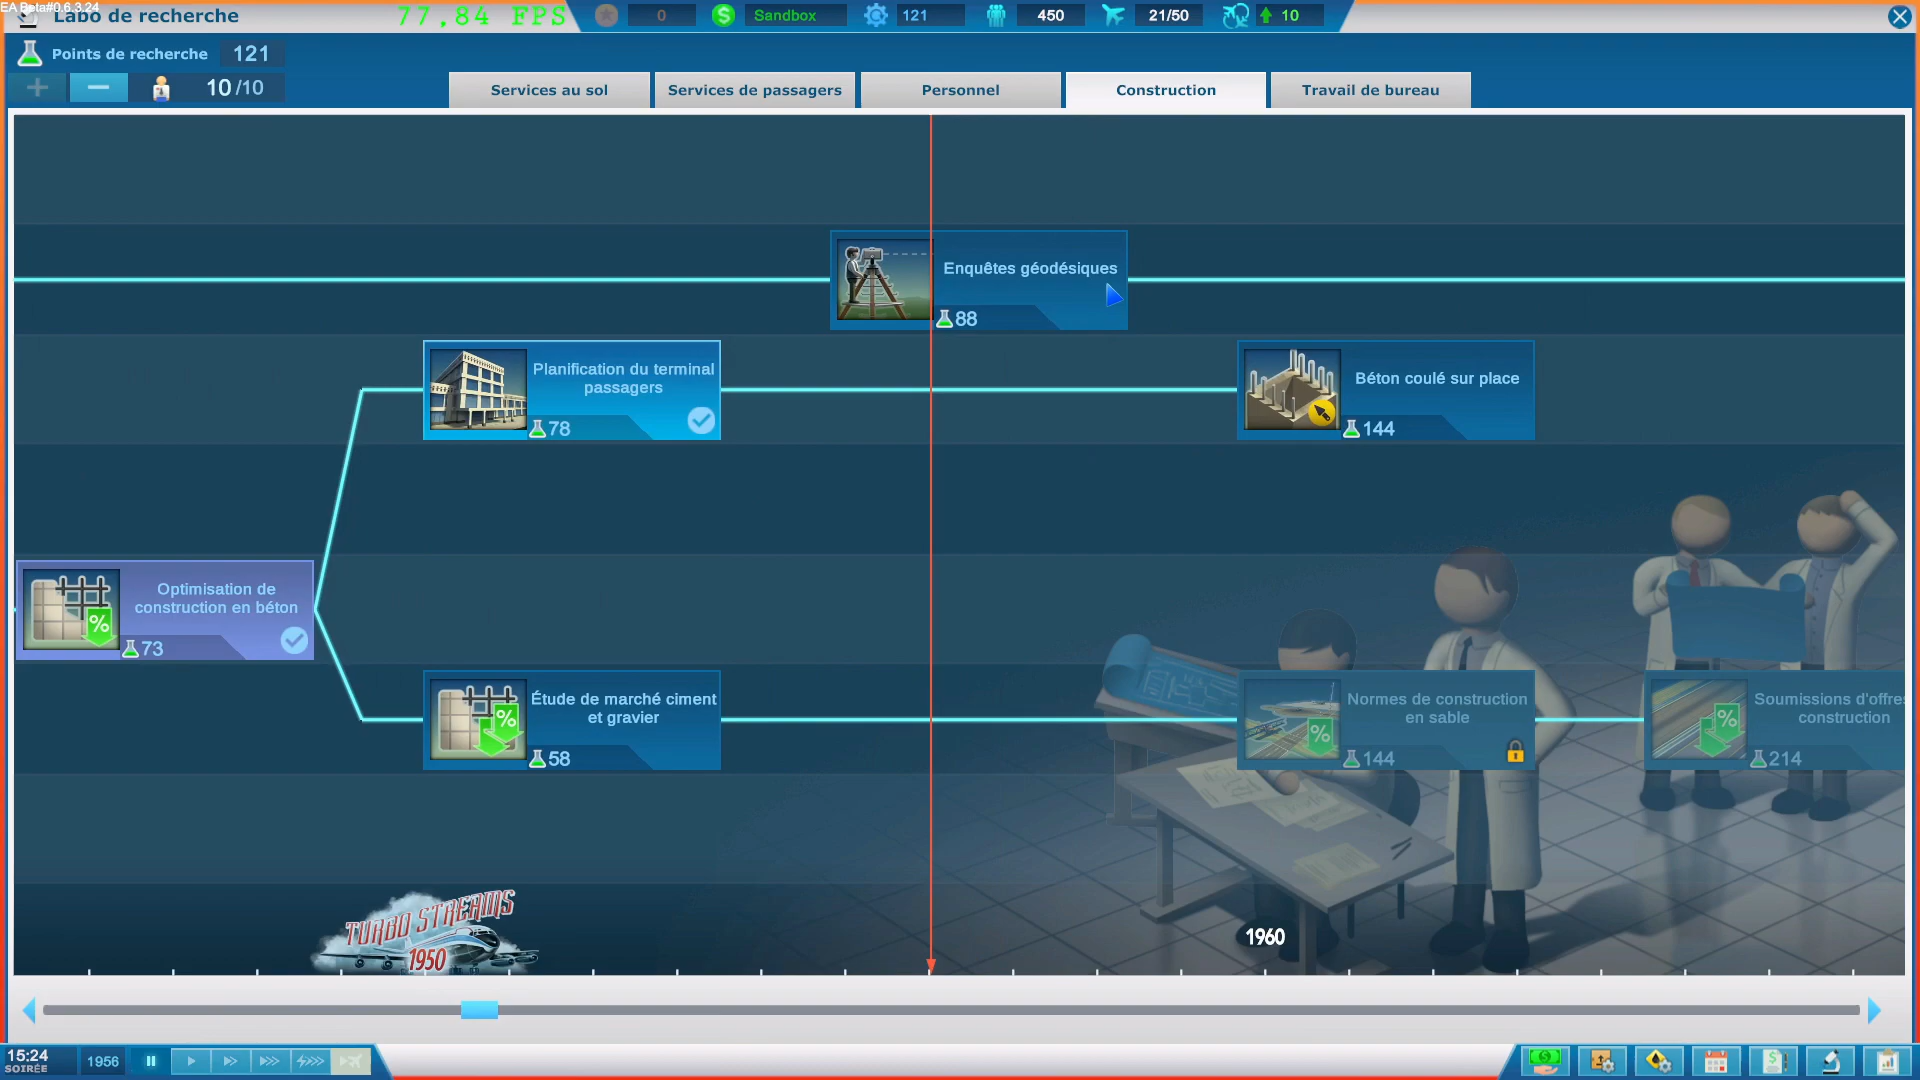 EA Beta#0.6.3.24
Labo de recherche
77,84 FPS
0
Sandbox
121
450
21/50
10
Points de recherche
121
10/10
Services au sol
Services de passagers
Personnel
Construction
Travail de bureau
Enquêtes géodésiques
88
Planification du terminal
passagers
78
Béton coulé sur place
144
Optimisation de
construction en béton
73
Étude de marché ciment
et gravier
58
Normes de construction
en sable
144
Soumissions d'offres
construction
214
TURBO STREAMS
1950
1960
15:24
SOIRÉE
1956